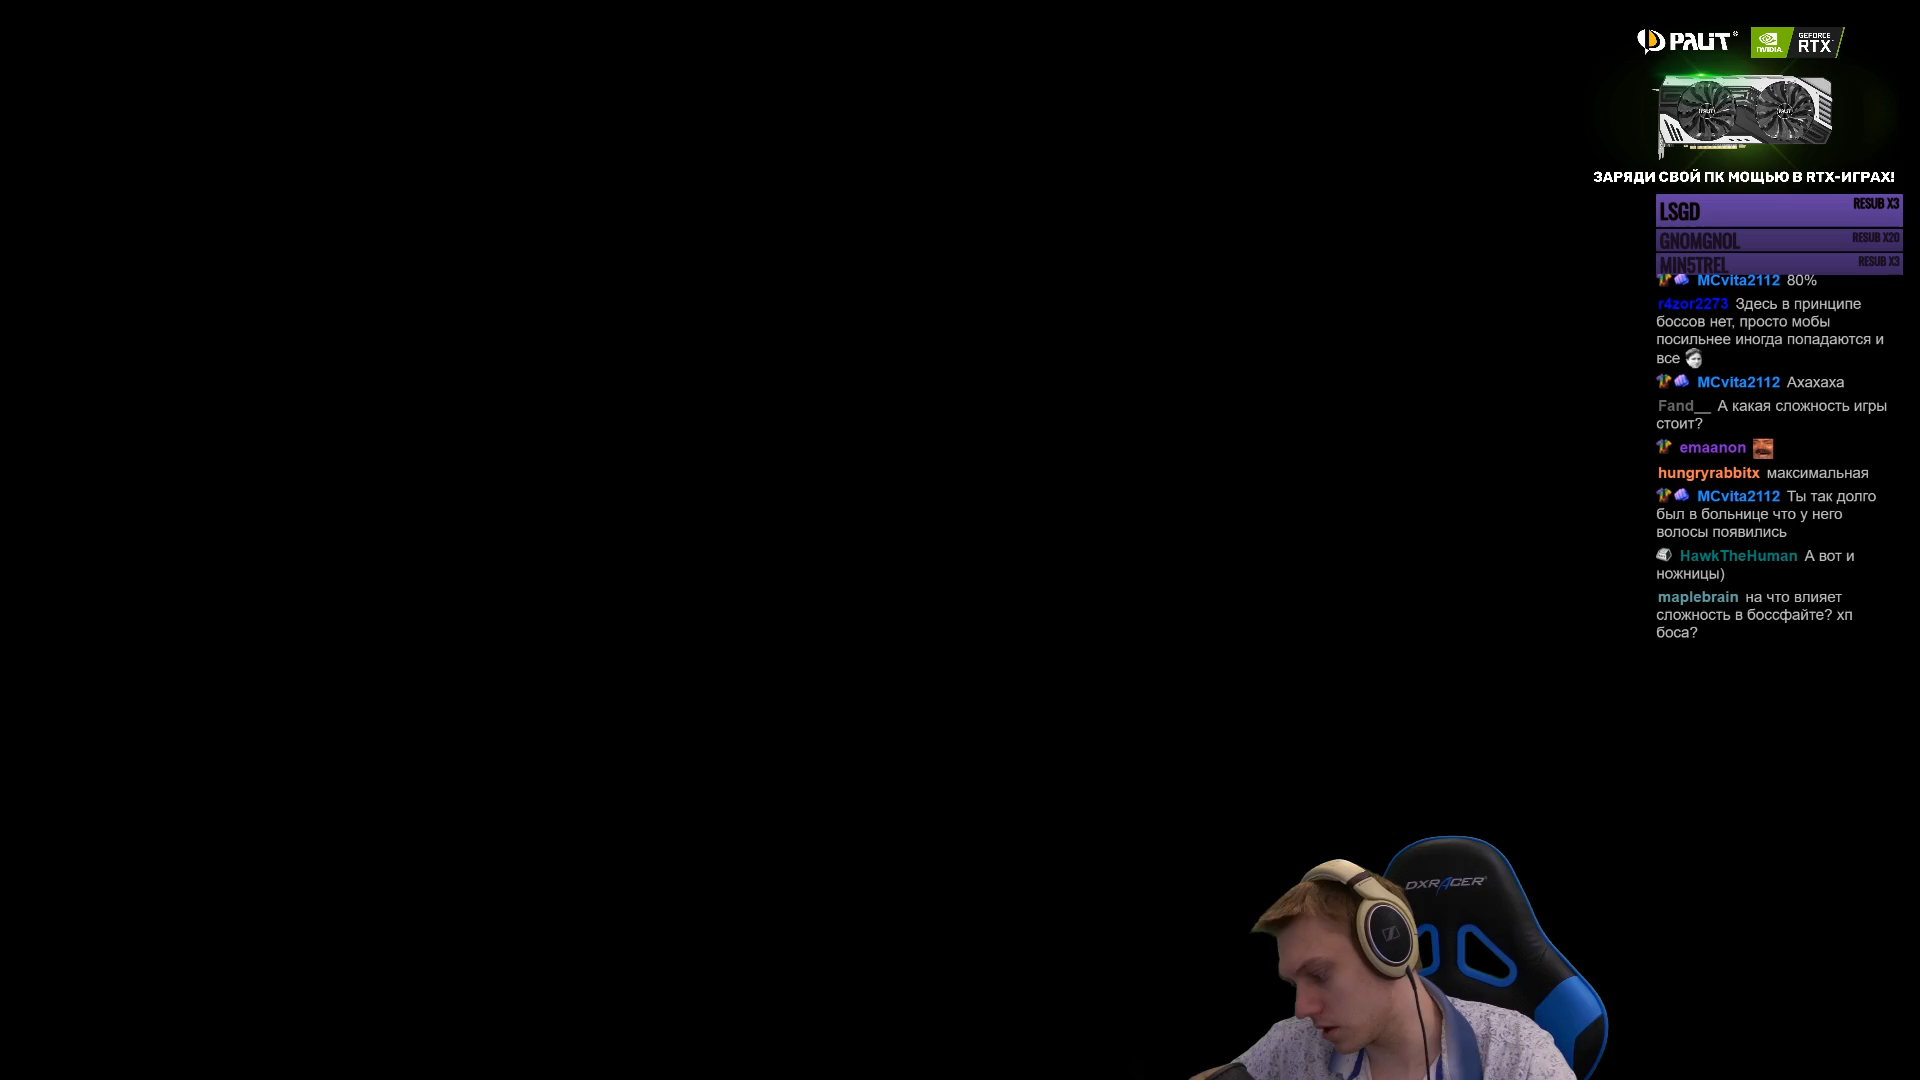 PALIT®
NVIDIA
GEFORCE
RTX
ЗАРЯДИ СВОЙ ПК МОЩЬЮ В RTX-ИГРАХ!
LSGD RESUB X3
GNOMGNOL RESUB X20
MIN5TREL RESUB X3
MCvita2112 80%
r4zor2273 Здесь в принципе
боссов нет, просто мобы
посильнее иногда попадаются и
все
MCvita2112 Ахахаха
Fand__ А какая сложность игры
стоит?
emaanon
hungryrabbitx максимальная
MCvita2112 Ты так долго
был в больнице что у него
волосы появились
HawkTheHuman А вот и
ножницы)
maplebrain на что влияет
сложность в боссфайте? хп
боса?
DXRACER